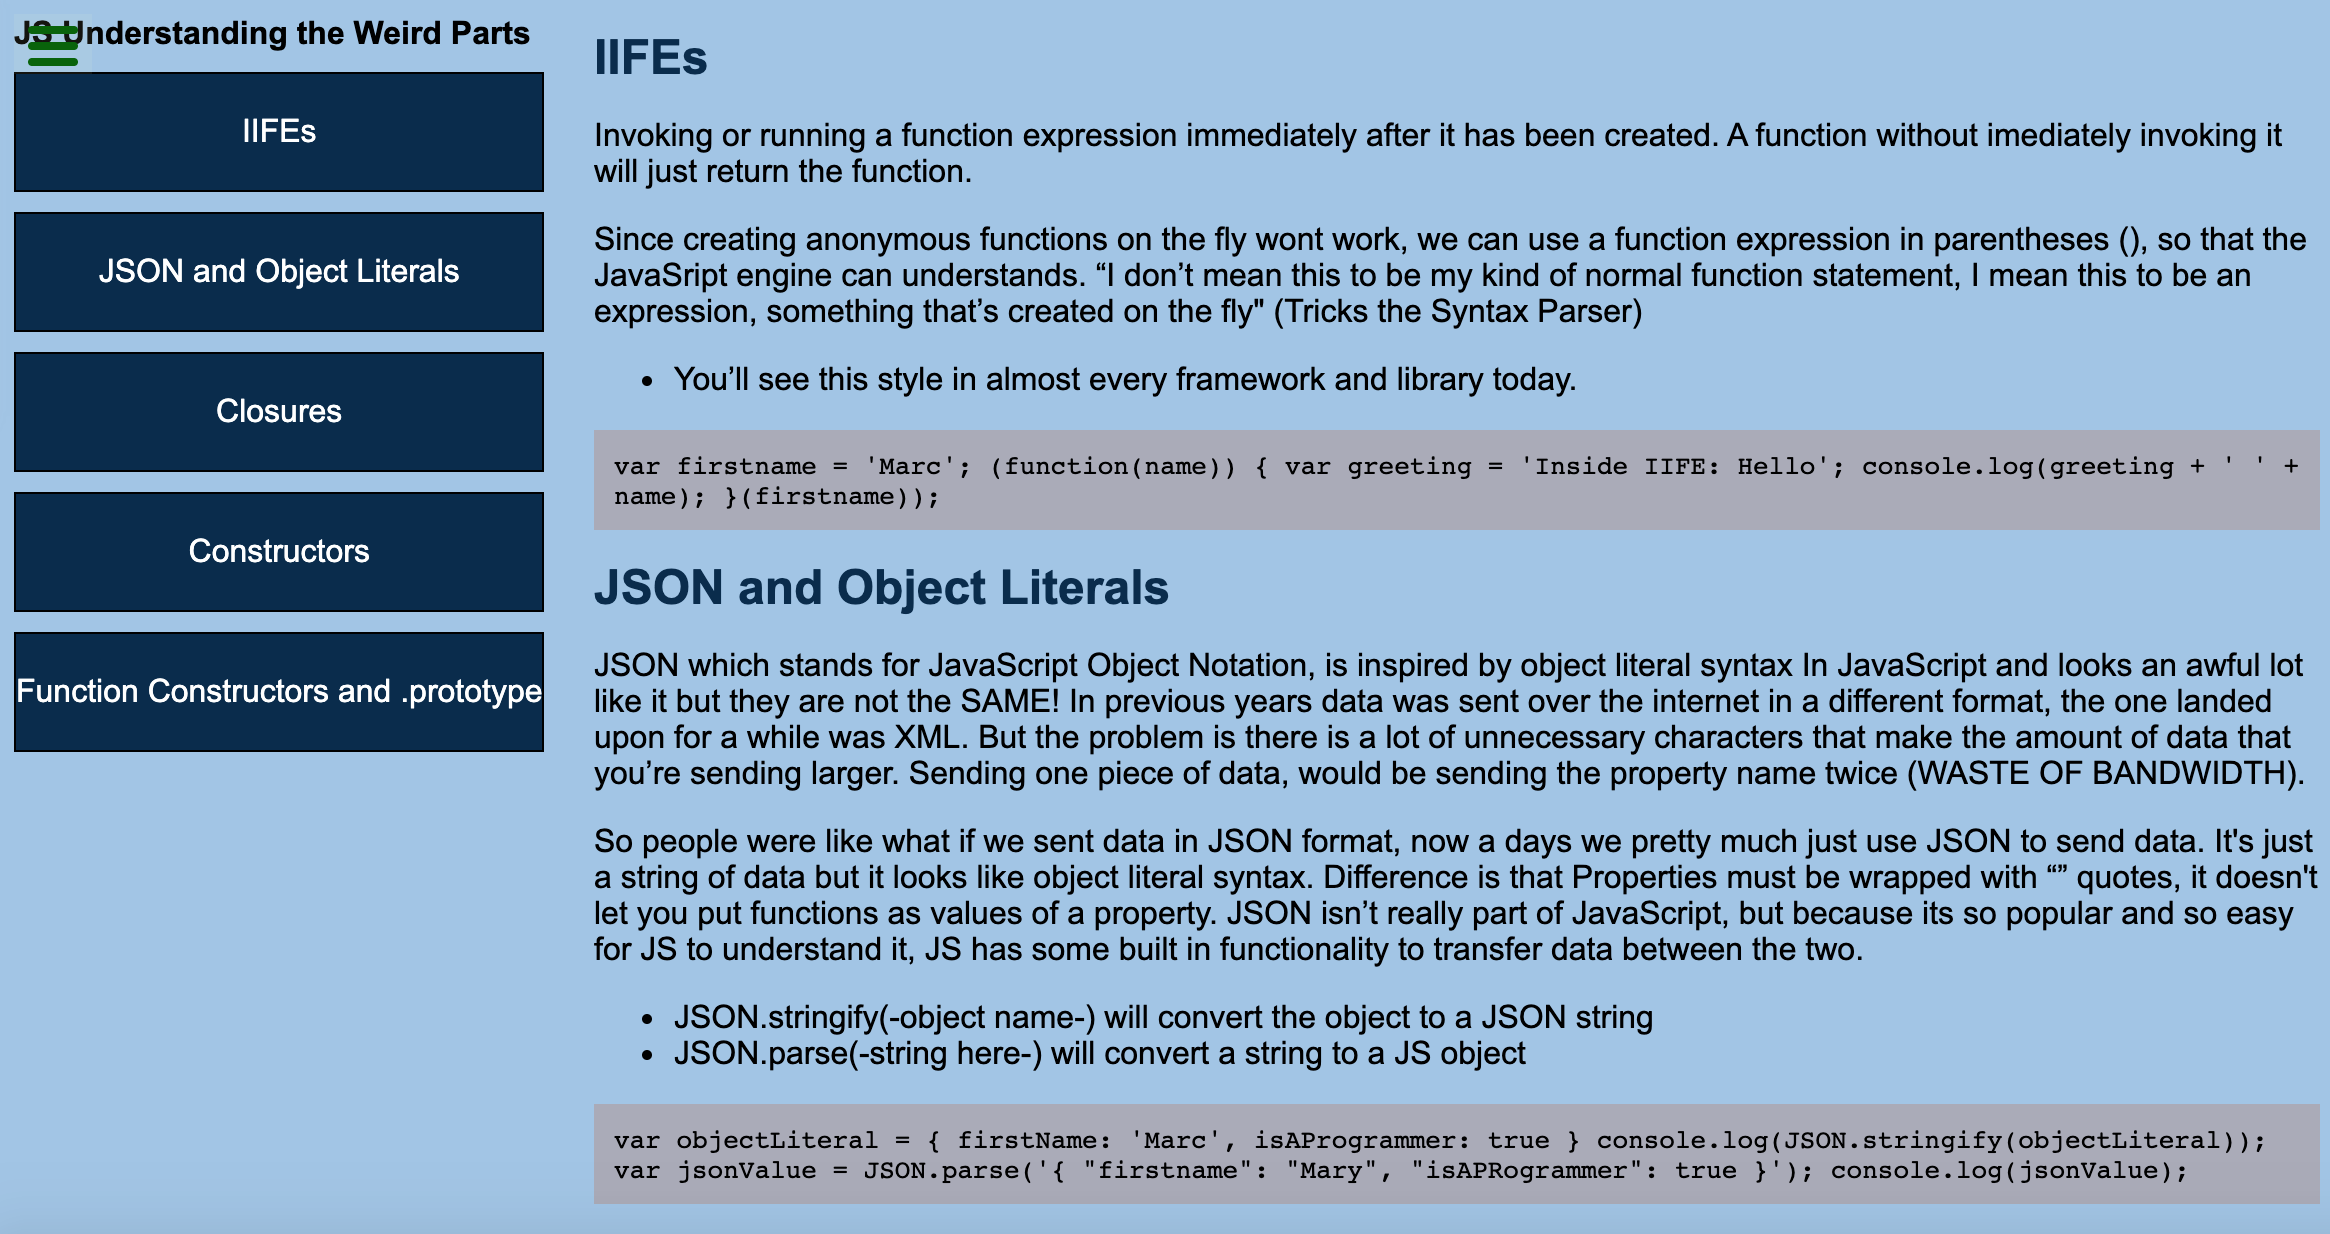 JS Understanding the Weird Parts
IIFEs
JSON and Object Literals
Closures
Constructors
Function Constructors and .prototype
IIFEs
Invoking or running a function expression immediately after it has been created. A function without imediately invoking it
will just return the function.
Since creating anonymous functions on the fly wont work, we can use a function expression in parentheses (), so that the
JavaSript engine can understands. “I don’t mean this to be my kind of normal function statement, I mean this to be an
expression, something that’s created on the fly" (Tricks the Syntax Parser)
• You’ll see this style in almost every framework and library today.
var firstname = 'Marc'; (function(name)) { var greeting = 'Inside IIFE: Hello'; console.log(greeting + ' ' +
name); }(firstname));
JSON and Object Literals
JSON which stands for JavaScript Object Notation, is inspired by object literal syntax In JavaScript and looks an awful lot
like it but they are not the SAME! In previous years data was sent over the internet in a different format, the one landed
upon for a while was XML. But the problem is there is a lot of unnecessary characters that make the amount of data that
you’re sending larger. Sending one piece of data, would be sending the property name twice (WASTE OF BANDWIDTH).
So people were like what if we sent data in JSON format, now a days we pretty much just use JSON to send data. It's just
a string of data but it looks like object literal syntax. Difference is that Properties must be wrapped with “” quotes, it doesn't
let you put functions as values of a property. JSON isn’t really part of JavaScript, but because its so popular and so easy
for JS to understand it, JS has some built in functionality to transfer data between the two.
• JSON.stringify(-object name-) will convert the object to a JSON string
• JSON.parse(-string here-) will convert a string to a JS object
var objectLiteral = { firstName: 'Marc', isAProgrammer: true } console.log(JSON.stringify(objectLiteral));
var jsonValue = JSON.parse('{ "firstname": "Mary", "isAPRogrammer": true }'); console.log(jsonValue);